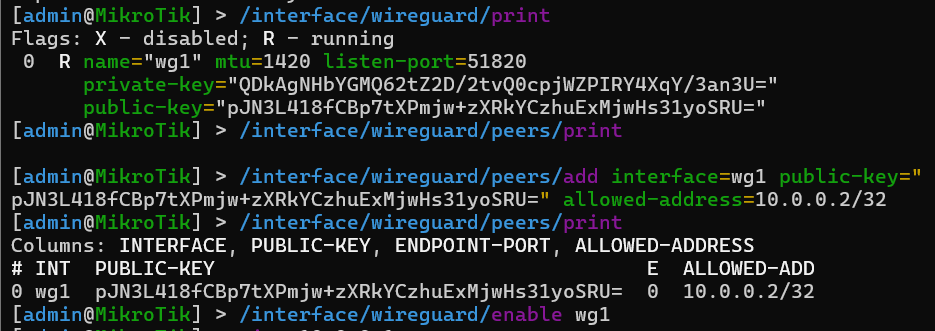 [admin@MikroTik] > /interface/wireguard/print
Flags: X - disabled; R - running
0 R name="wg1" mtu=1420 listen-port=51820
private-key="QDkAgNHbYGMQ62tZ2D/2tvQ0cpjWZPIRY4XqY/3an3U="
public-key="pJN3L418fCBp7tXPmjw+zXRkYCzhuExMjwHs31yoSRU="
[admin@MikroTik] > /interface/wireguard/peers/print
[admin@MikroTik] > /interface/wireguard/peers/add interface=wg1 public-key="
pJN3L418fCBp7tXPmjw+zXRkYCzhuExMjwHs31yoSRU=" allowed-address=10.0.0.2/32
[admin@MikroTik] > /interface/wireguard/peers/print
Columns: INTERFACE, PUBLIC-KEY, ENDPOINT-PORT, ALLOWED-ADDRESS
# INT PUBLIC-KEY E ALLOWED-ADD
0 wg1 pJN3L418fCBp7tXPmjw+zXRkYCzhuExMjwHs31yoSRU= 0 10.0.0.2/32
[admin@MikroTik] > /interface/wireguard/enable wg1